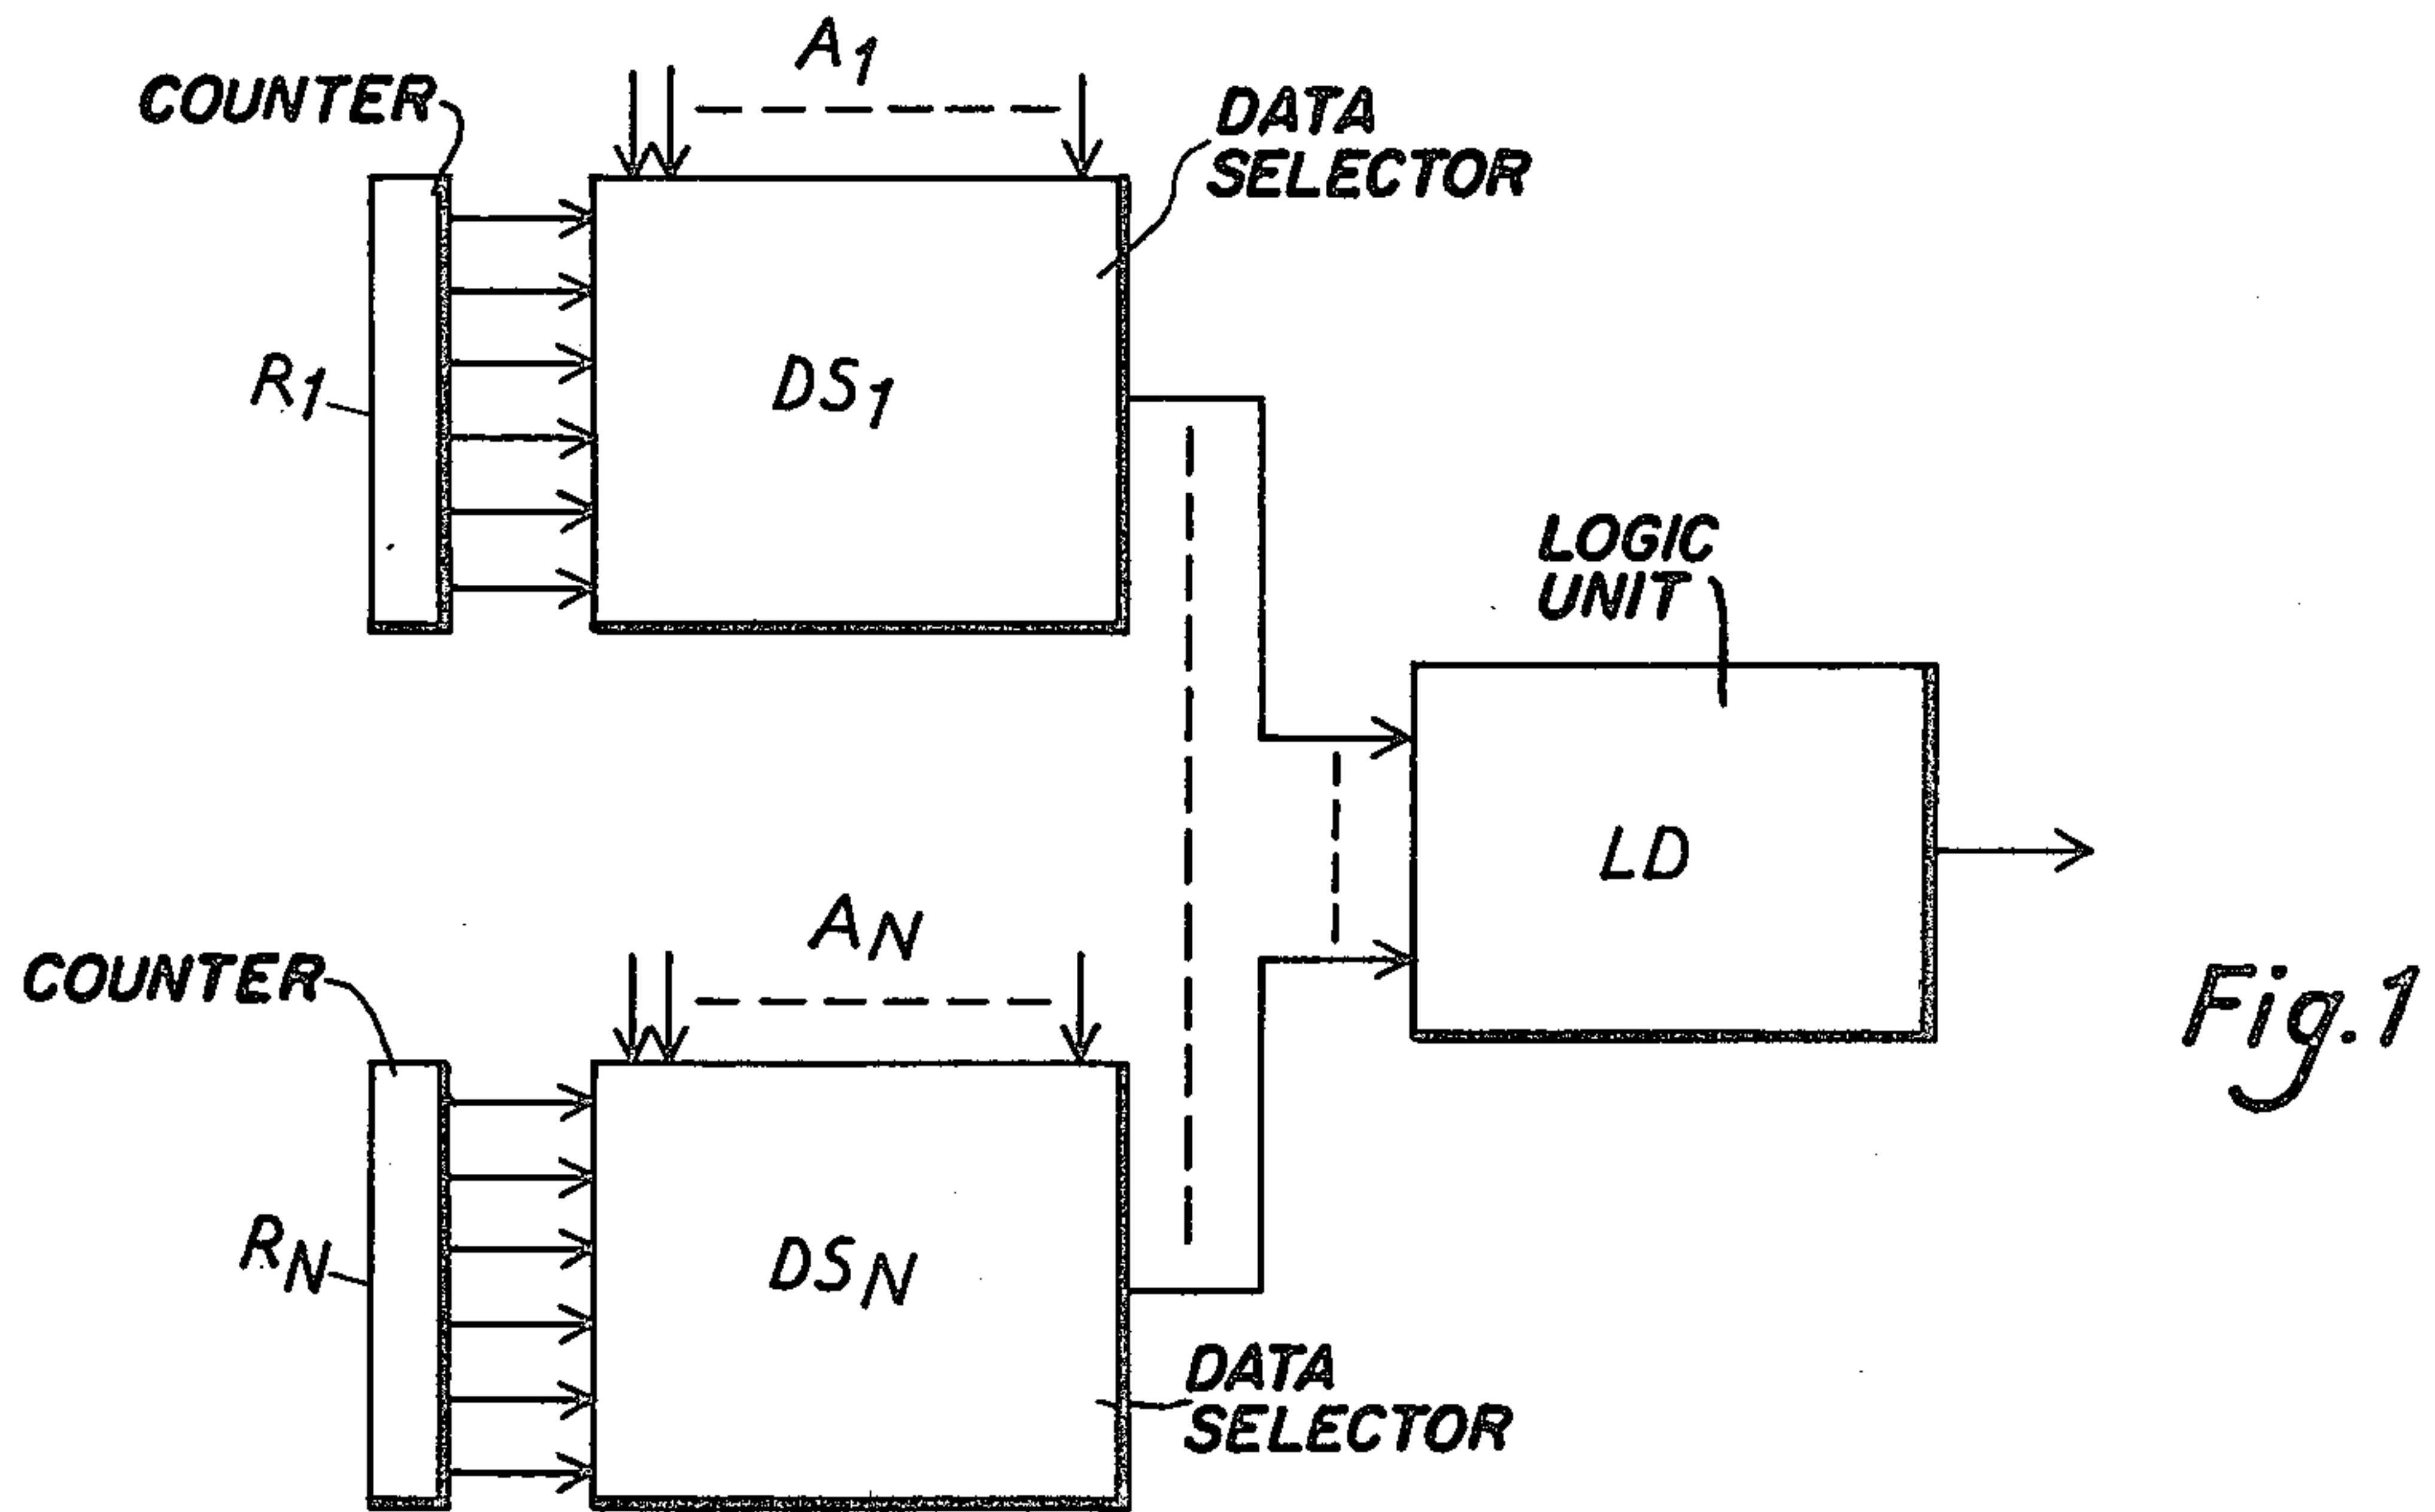 A1
COUNTER
DATA
SELECTOR
R1
DS1
LOGIC
UNIT
LD
AN
COUNTER
Fig.1
RN
DSN
DATA
SELECTOR